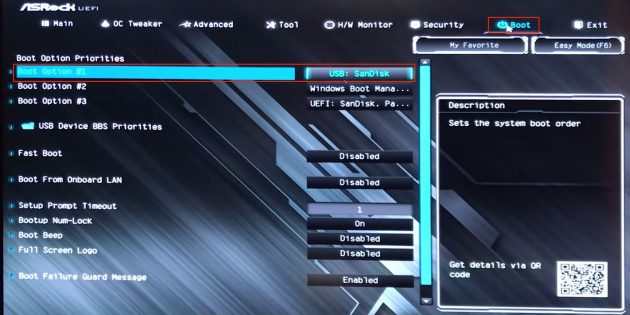 ASRock UEFI
Main OC Tweaker Advanced Tool H/W Monitor Security Boot Exit
My Favorite Easy Mode(F6)
Boot Option Priorities
Boot Option #1 USB: SanDisk
Boot Option #2 Windows Boot Mana...
Boot Option #3 UEFI: SanDisk, Pa...
USB Device BBS Priorities
Fast Boot Disabled
Boot From Onboard LAN Disabled
Setup Prompt Timeout 1
Bootup Num-Lock On
Boot Beep Disabled
Full Screen Logo Disabled
Boot Failure Guard Message Enabled
Description
Sets the system boot order
Get details via QR
code